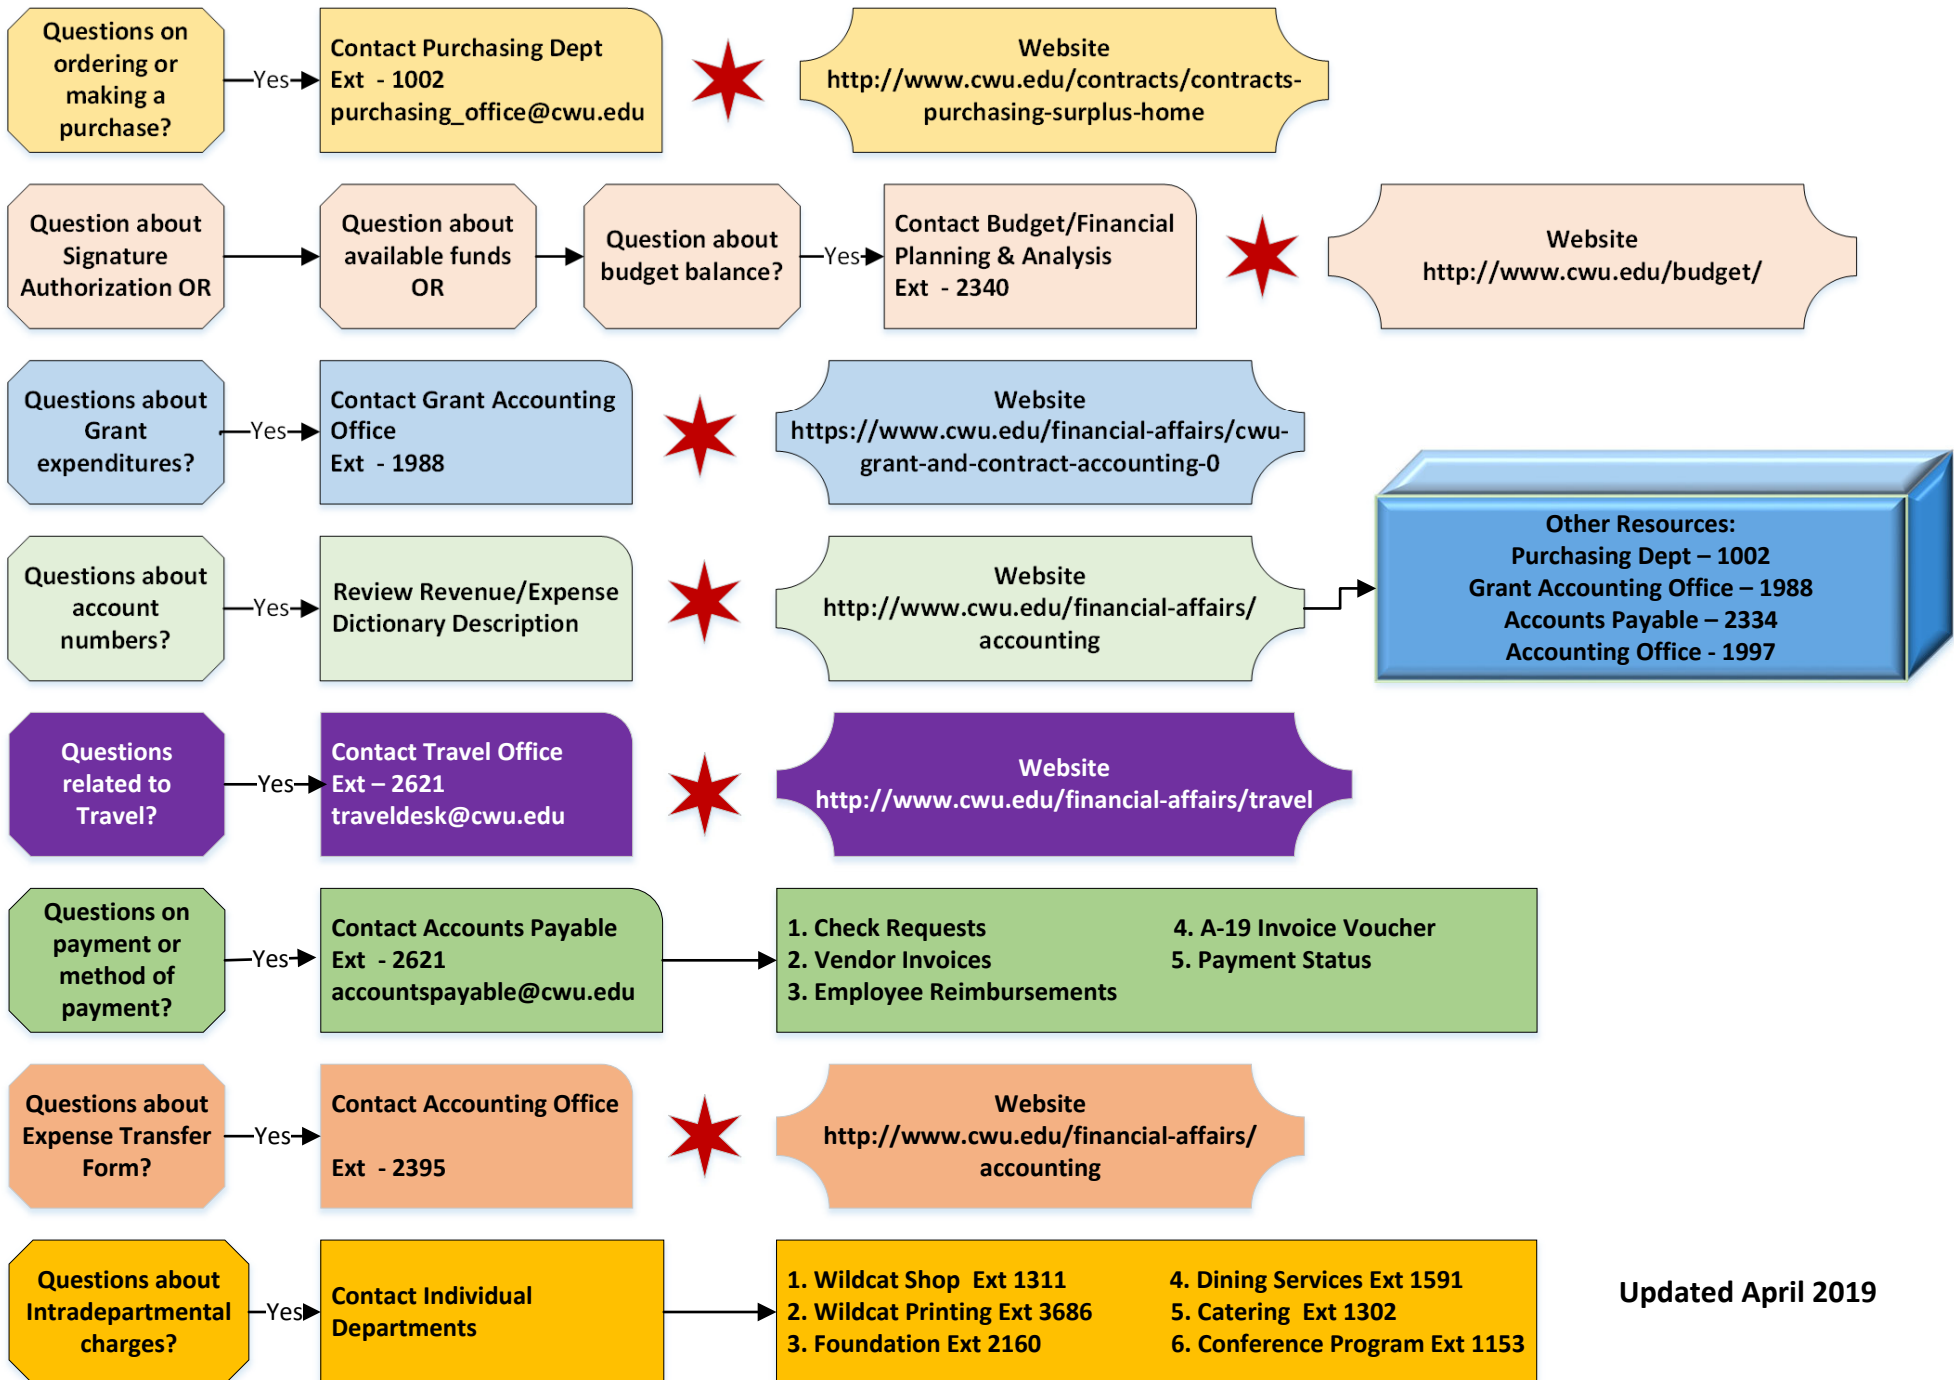 Questions on
ordering or
making a
purchase?
Yes
Contact Purchasing Dept
Ext - 1002
purchasing_office@cwu.edu
Website
http://www.cwu.edu/contracts/contracts-
purchasing-surplus-home
Question about
Signature
Authorization OR
Question about
available funds
OR
Question about
budget balance?
Yes
Contact Budget/Financial
Planning & Analysis
Ext - 2340
Website
http://www.cwu.edu/budget/
Questions about
Grant
expenditures?
Yes
Contact Grant Accounting
Office
Ext - 1988
Website
https://www.cwu.edu/financial-affairs/cwu-
grant-and-contract-accounting-0
Questions about
account
numbers?
Yes
Review Revenue/Expense
Dictionary Description
Website
http://www.cwu.edu/financial-affairs/
accounting
Other Resources:
Purchasing Dept – 1002
Grant Accounting Office – 1988
Accounts Payable – 2334
Accounting Office - 1997
Questions
related to
Travel?
Yes
Contact Travel Office
Ext – 2621
traveldesk@cwu.edu
Website
http://www.cwu.edu/financial-affairs/travel
Questions on
payment or
method of
payment?
Yes
Contact Accounts Payable
Ext - 2621
accountspayable@cwu.edu
1. Check Requests
2. Vendor Invoices
3. Employee Reimbursements
4. A-19 Invoice Voucher
5. Payment Status
Questions about
Expense Transfer
Form?
Yes
Contact Accounting Office
Ext - 2395
Website
http://www.cwu.edu/financial-affairs/
accounting
Questions about
Intradepartmental
charges?
Yes
Contact Individual
Departments
1. Wildcat Shop Ext 1311
2. Wildcat Printing Ext 3686
3. Foundation Ext 2160
4. Dining Services Ext 1591
5. Catering Ext 1302
6. Conference Program Ext 1153
Updated April 2019